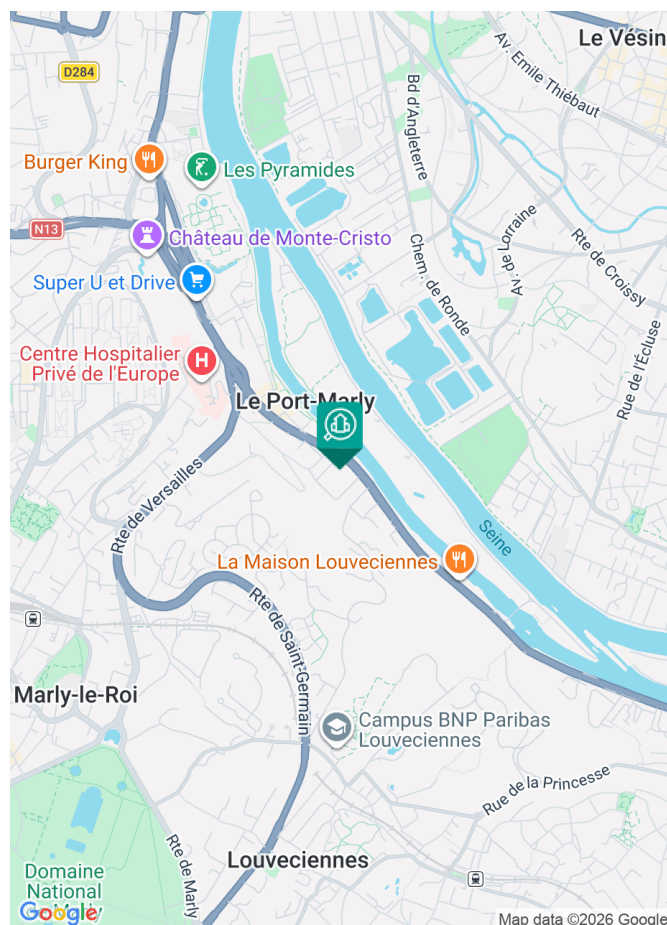 Le Vésin
D284
Av. Emile Thiébaut
Bd d'Angleterre
Burger King
Les Pyramides
N13
Château de Monte-Cristo
Av. de Lorraine
Rte de Croissy
Super U et Drive
Chem. de Ronde
Centre Hospitalier
Privé de l'Europe
Rue de l'Écluse
Le Port-Marly
Rte de Versailles
Seine
La Maison Louveciennes
Rte de Saint-Germain
Marly-le-Roi
Campus BNP Paribas
Louveciennes
Rue de la Princesse
Rte de Marly
Louveciennes
Domaine
National
Google
Map data ©2026 Google